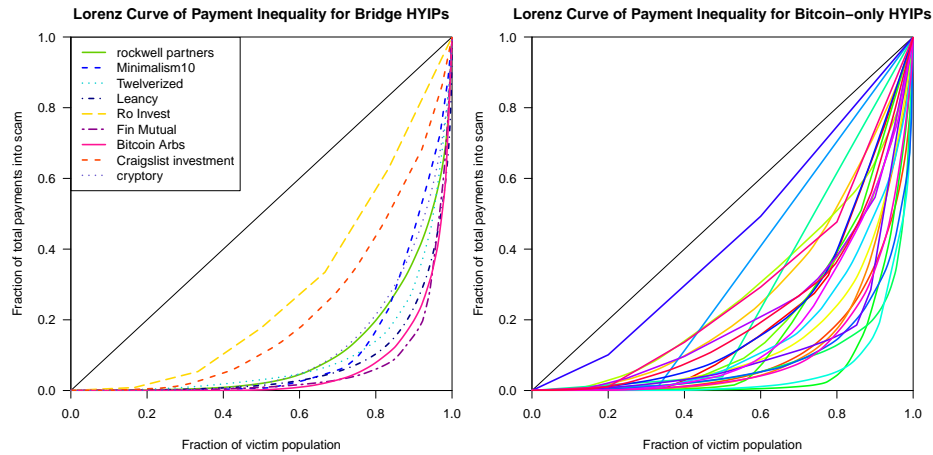 Lorenz Curve of Payment Inequality for Bridge HYIPs
Fraction of total payments into scam
1.0
0.8
0.6
0.4
0.2
0.0
rockwell partners
Minimalism10
Twelverized
Leancy
Ro Invest
Fin Mutual
Bitcoin Arbs
Craigslist investment
cryptory
0.0 0.2 0.4 0.6 0.8 1.0
Fraction of victim population
Lorenz Curve of Payment Inequality for Bitcoin−only HYIPs
Fraction of total payments into scam
1.0
0.8
0.6
0.4
0.2
0.0
0.0 0.2 0.4 0.6 0.8 1.0
Fraction of victim population